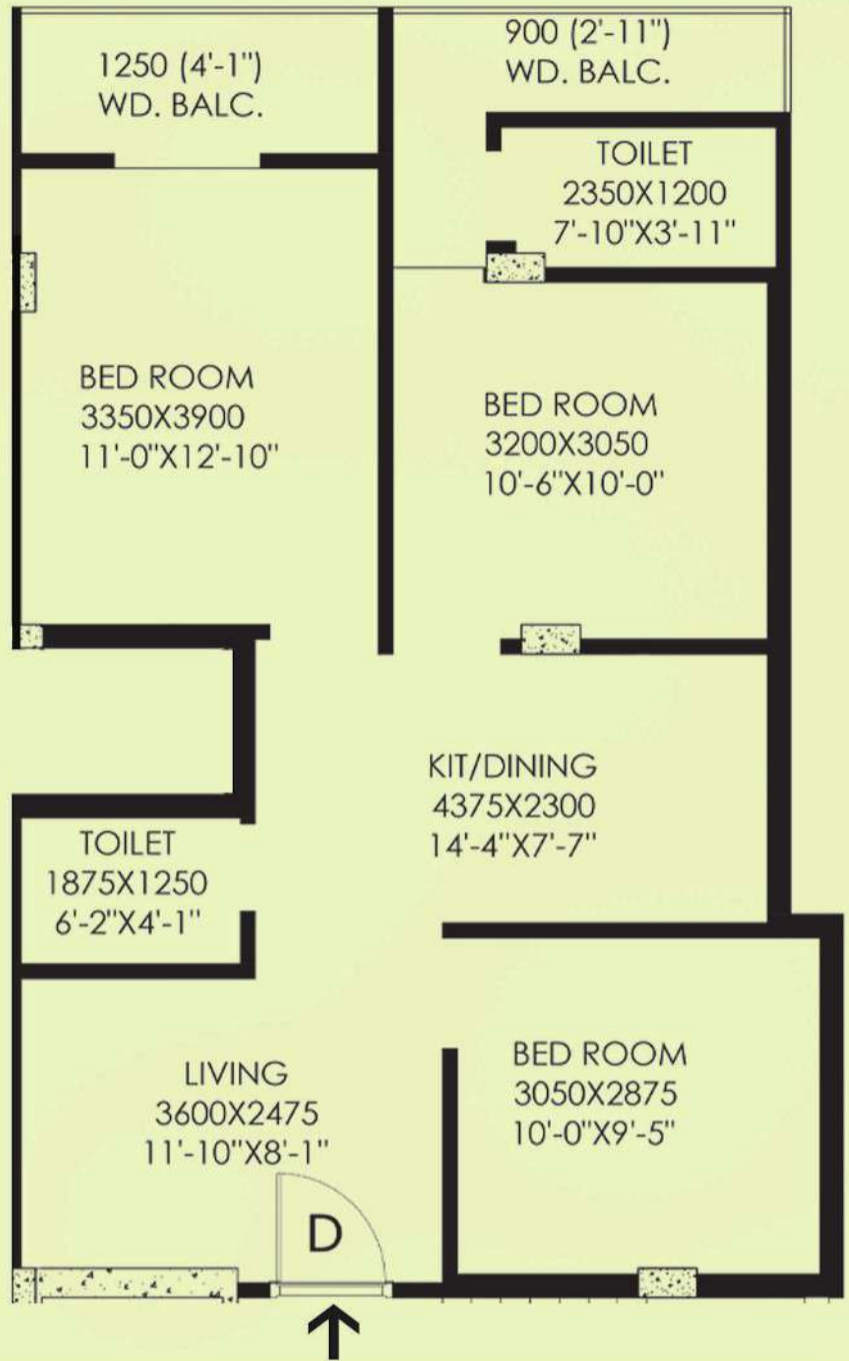 1250 (4'-1")
WD. BALC.
900 (2'-11")
WD. BALC.
TOILET
2350X1200
7'-10"X3'-11"
BED ROOM
3350X3900
11'-0"X12'-10"
BED ROOM
3200X3050
10'-6"X10'-0"
KIT/DINING
4375X2300
14'-4"X7'-7"
TOILET
1875X1250
6'-2"X4'-1"
LIVING
3600X2475
11'-10"X8'-1"
BED ROOM
3050X2875
10'-0"X9'-5"
D